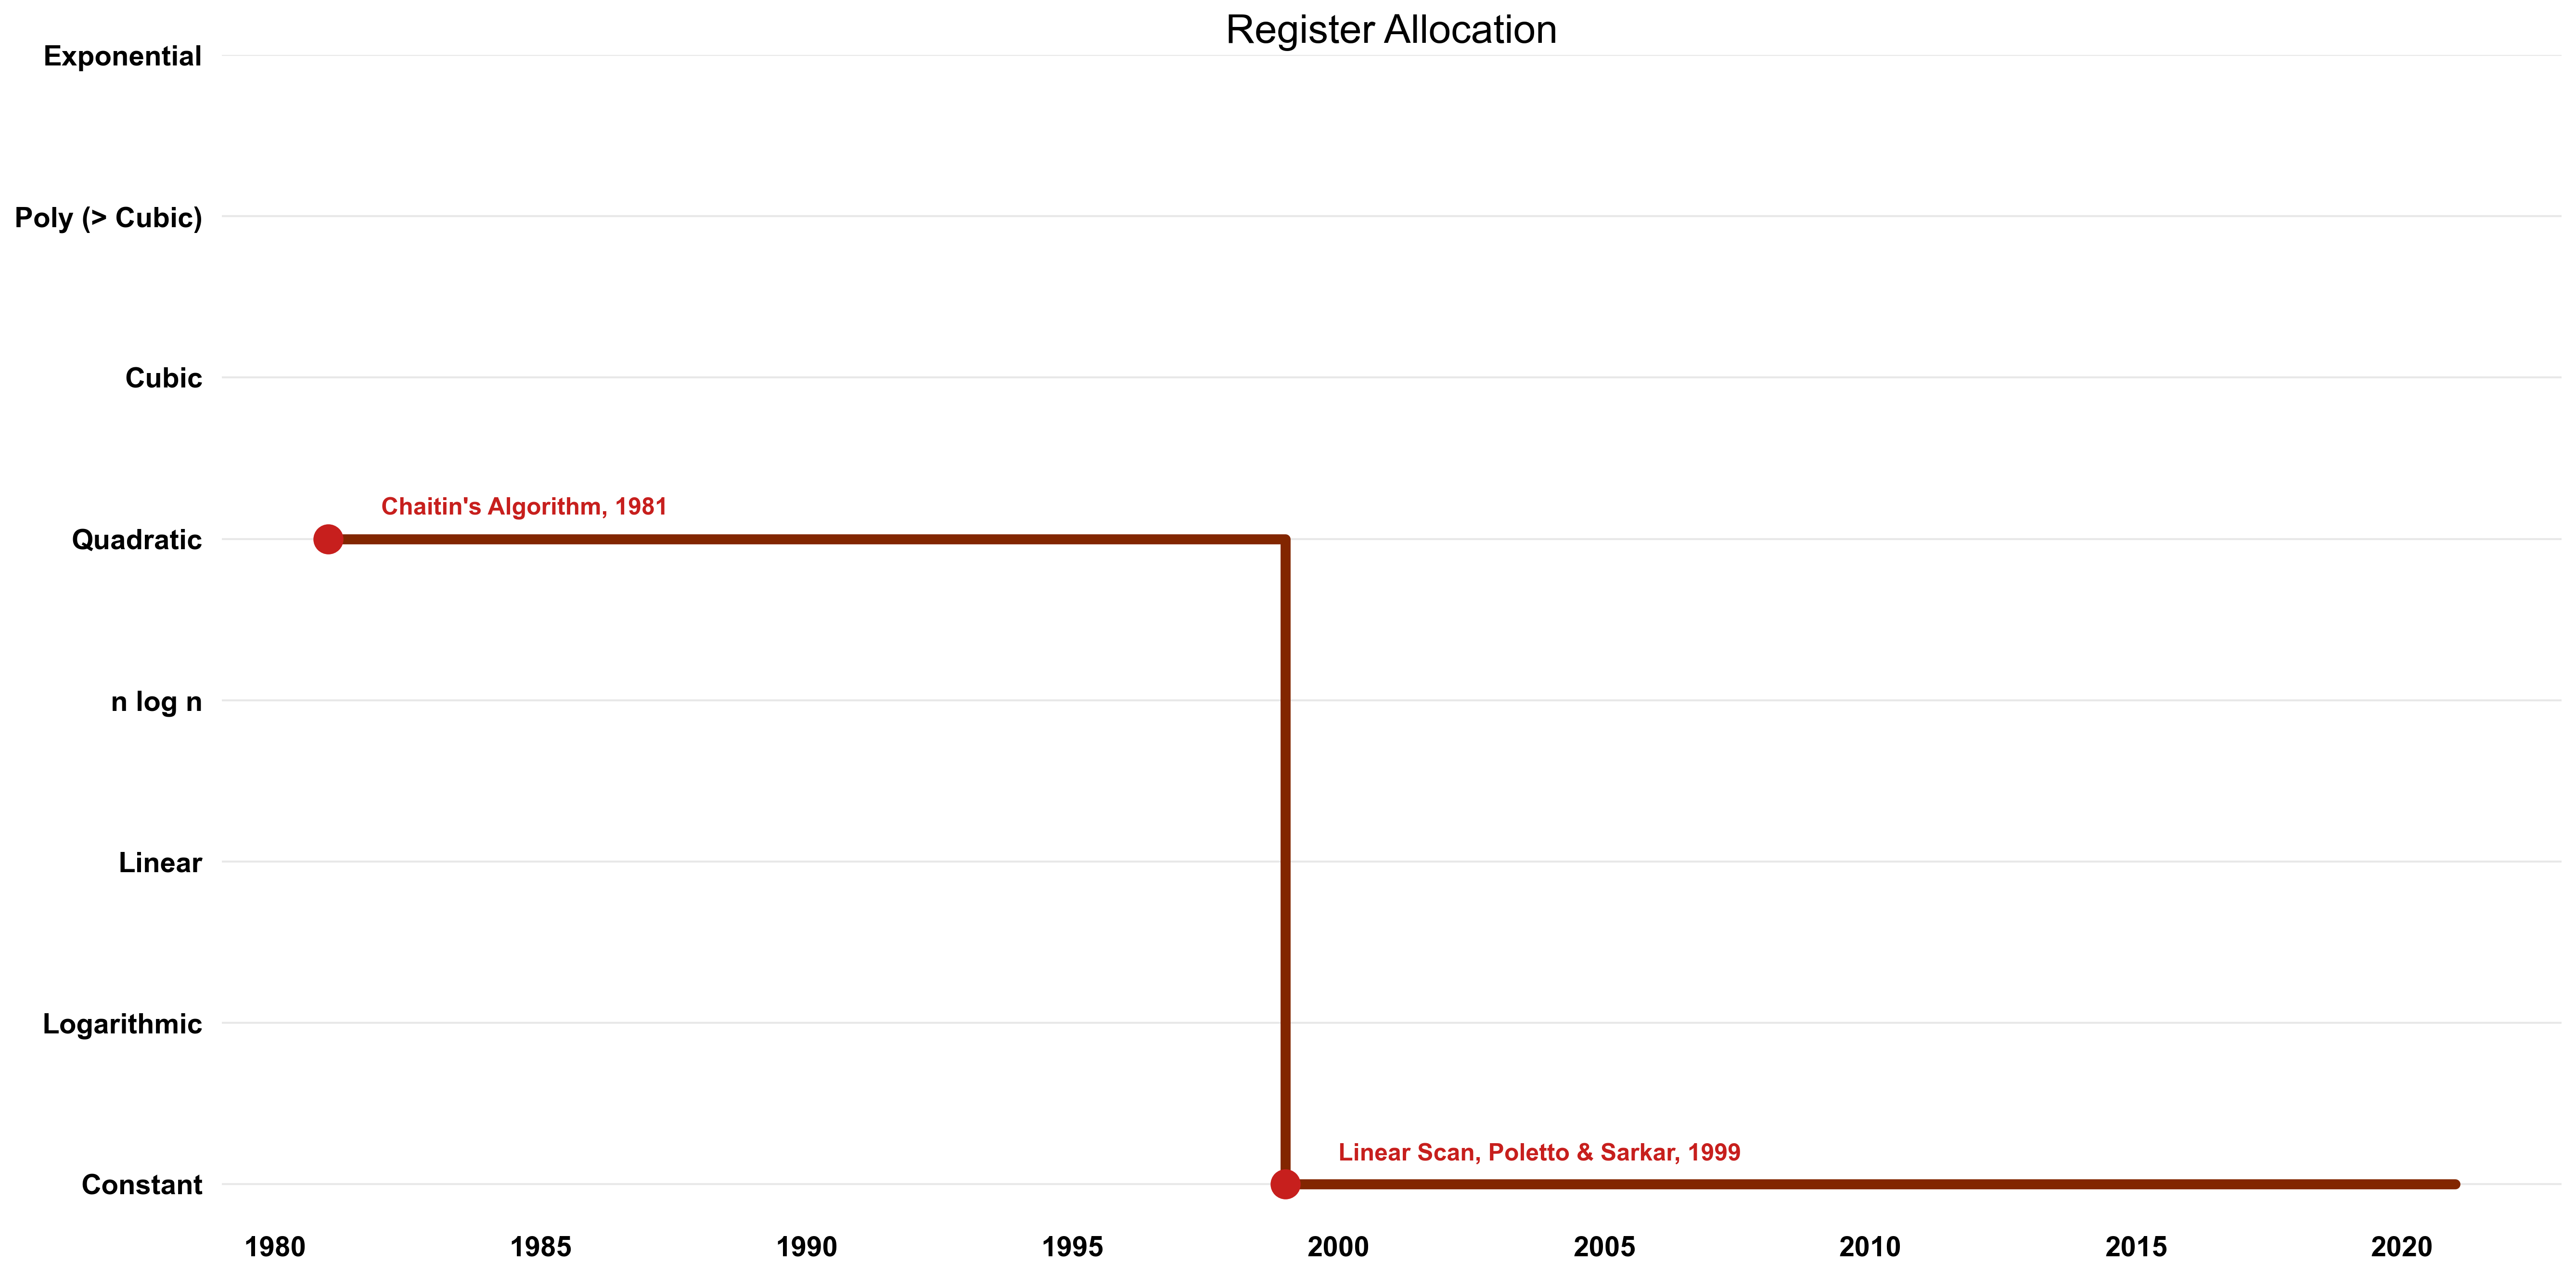 Register Allocation
Exponential
Poly (> Cubic)
Cubic
Chaitin's Algorithm, 1981
Quadratic
n log n
Linear
Logarithmic
Linear Scan, Poletto & Sarkar, 1999
Constant
1980 1985 1990 1995 2000 2005 2010 2015 2020